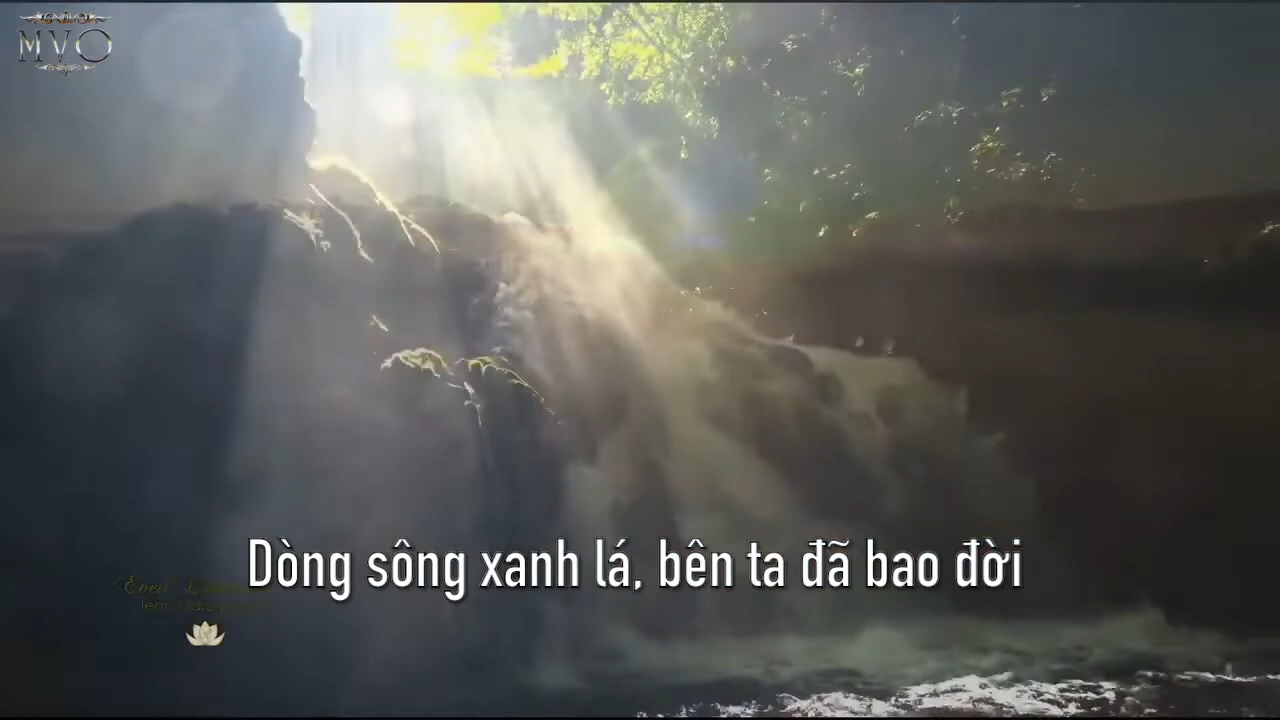 MVO
Dòng sông xanh lá, bên ta đã bao đời